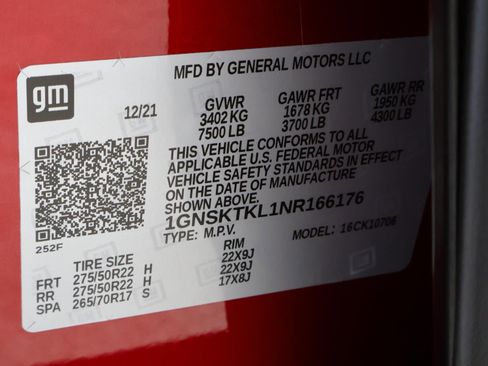 gm
MFD BY GENERAL MOTORS LLC
12/21 GVWR GAWR FRT GAWR RR
3402 KG 1678 KG 1950 KG
7500 LB 3700 LB 4300 LB
THIS VEHICLE CONFORMS TO ALL
APPLICABLE U.S. FEDERAL MOTOR
VEHICLE SAFETY STANDARDS IN EFFECT
ON THE DATE OF MANUFACTURE
SHOWN ABOVE.
1GNSKTKL1NR166176
TYPE: M.P.V. MODEL: 16CK10706
252F
TIRE SIZE RIM
FRT 275/50R22 H 22X9J
RR 275/50R22 H 22X9J
SPA 265/70R17 S 17X8J